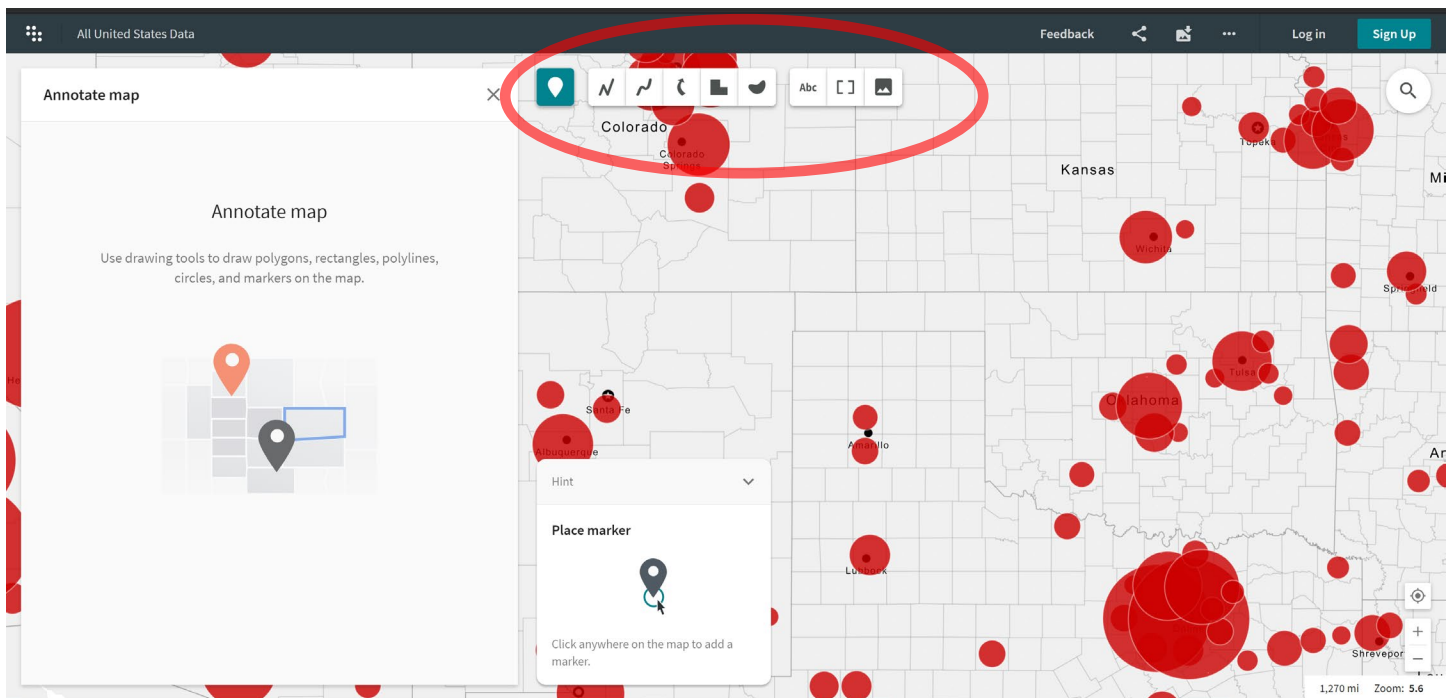 All United States Data
Feedback
Log in
Sign Up
Annotate map
Annotate map
Use drawing tools to draw polygons, rectangles, polylines,
circles, and markers on the map.
Abc
Colorado
Colorado
Springs
Kansas
Topeka
Wichita
Springfield
Tulsa
Oklahoma
Santa Fe
Albuquerque
Amarillo
Lubbock
Hint
Place marker
Click anywhere on the map to add a
marker.
Shrevepor
1,270 mi Zoom: 5.6